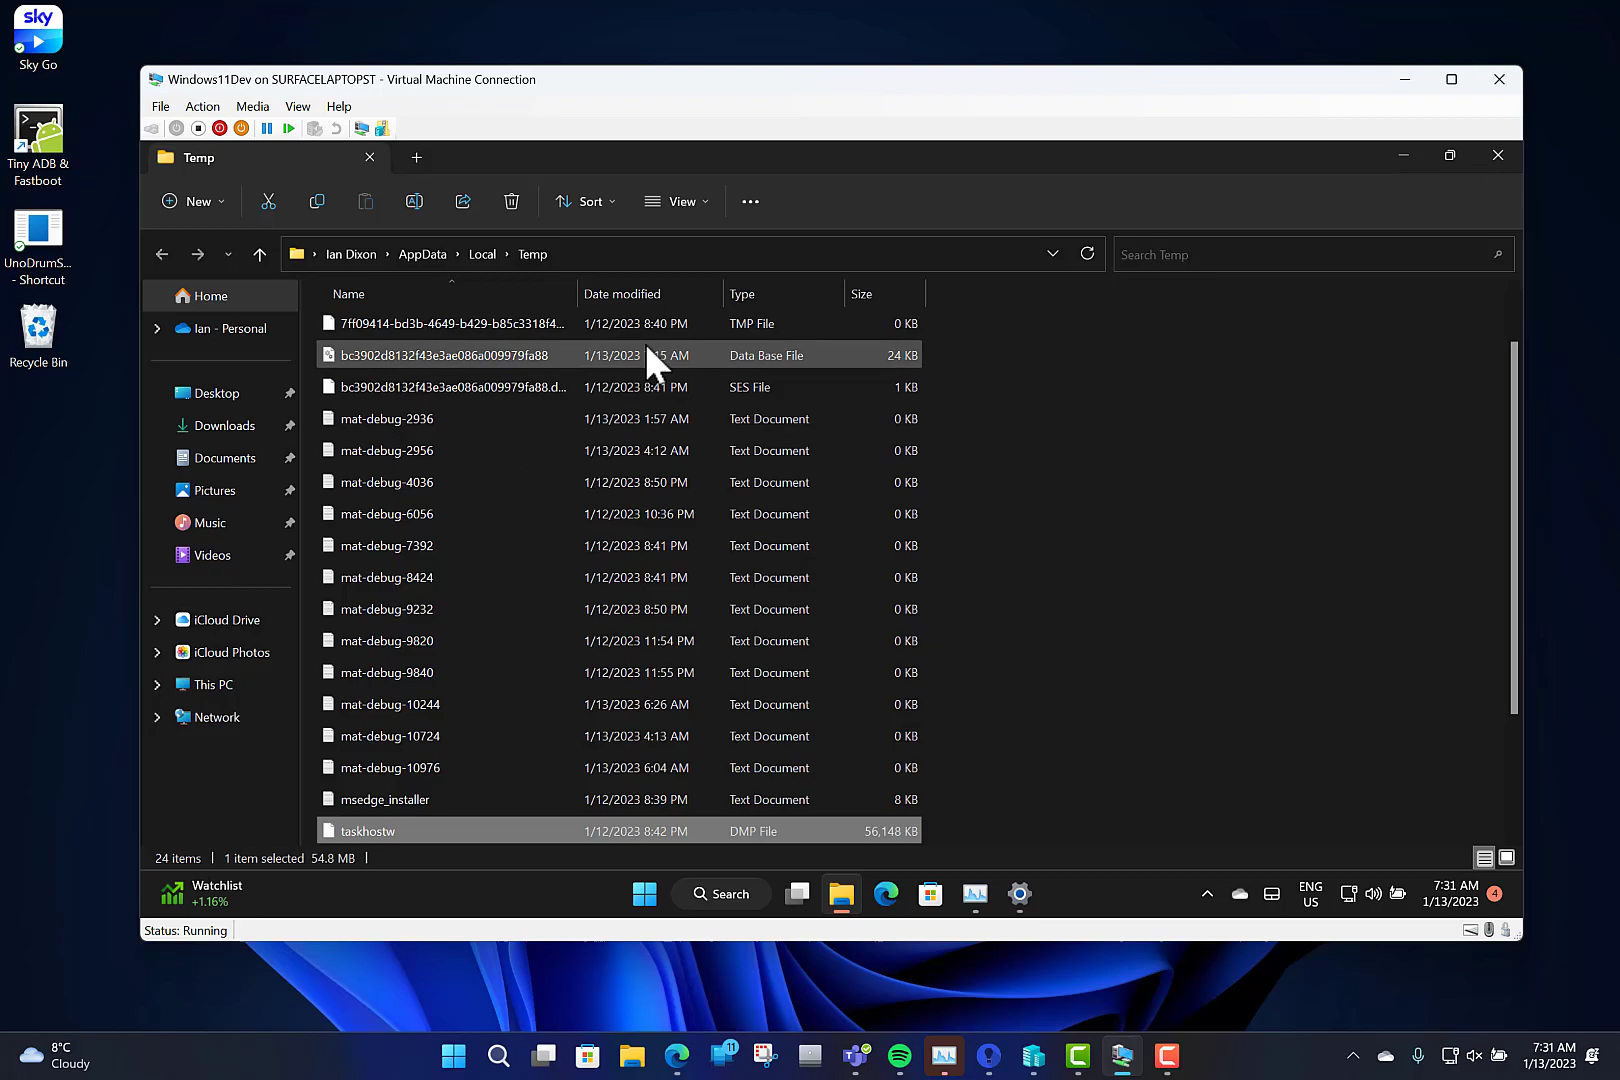 sky
Sky Go
Tiny ADB &
Fastboot
UnoDrumS...
- Shortcut
Recycle Bin
Windows11Dev on SURFACELAPTOPST - Virtual Machine Connection
File Action Media View Help
Temp
New Sort View
Ian Dixon › AppData › Local › Temp
Search Temp
Home
Ian - Personal
Desktop
Downloads
Documents
Pictures
Music
Videos
iCloud Drive
iCloud Photos
This PC
Network
Name Date modified Type Size
7ff09414-bd3b-4649-b429-b85c3318f4... 1/12/2023 8:40 PM TMP File 0 KB
bc3902d8132f43e3ae086a009979fa88 1/13/2023 AM Data Base File 24 KB
bc3902d8132f43e3ae086a009979fa88.d... 1/12/2023 8:41 PM SES File 1 KB
mat-debug-2936 1/13/2023 1:57 AM Text Document 0 KB
mat-debug-2956 1/13/2023 4:12 AM Text Document 0 KB
mat-debug-4036 1/12/2023 8:50 PM Text Document 0 KB
mat-debug-6056 1/12/2023 10:36 PM Text Document 0 KB
mat-debug-7392 1/12/2023 8:41 PM Text Document 0 KB
mat-debug-8424 1/12/2023 8:41 PM Text Document 0 KB
mat-debug-9232 1/12/2023 8:50 PM Text Document 0 KB
mat-debug-9820 1/12/2023 11:54 PM Text Document 0 KB
mat-debug-9840 1/12/2023 11:55 PM Text Document 0 KB
mat-debug-10244 1/13/2023 6:26 AM Text Document 0 KB
mat-debug-10724 1/13/2023 4:13 AM Text Document 0 KB
mat-debug-10976 1/13/2023 6:04 AM Text Document 0 KB
msedge_installer 1/12/2023 8:39 PM Text Document 8 KB
taskhostw 1/12/2023 8:42 PM DMP File 56,148 KB
24 items 1 item selected 54.8 MB
Watchlist
+1.16%
Search
ENG
US
7:31 AM
1/13/2023
4
Status: Running
8°C
Cloudy
11
7:31 AM
1/13/2023